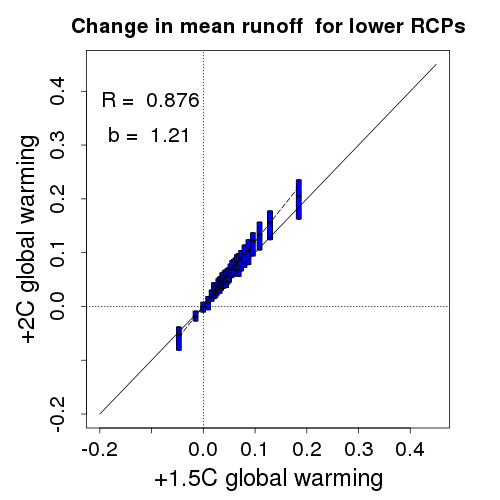 Change in mean runoff  for lower RCPs
R =  0.876
b =  1.21
+2C global warming
0.4
0.3
0.2
0.1
0.0
-0.2
-0.2
0.0
0.1
0.2
0.3
0.4
+1.5C global warming